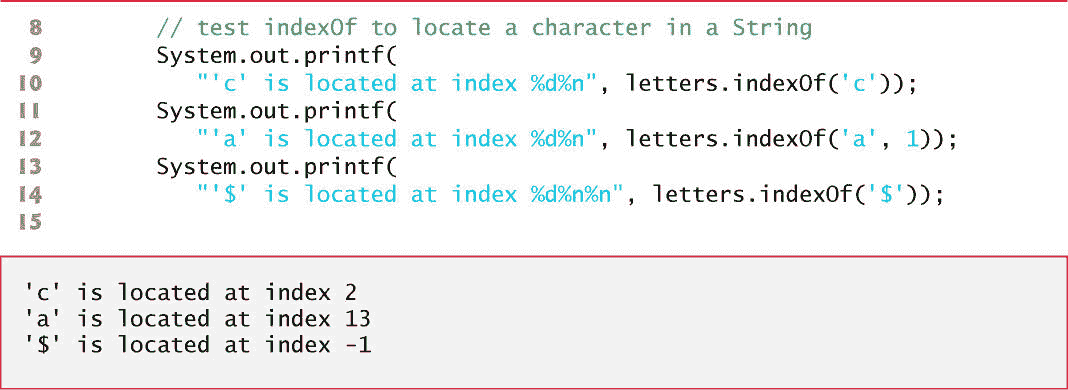 8 // test indexOf to locate a character in a String
9 System.out.printf(
10 "'c' is located at index %d%n", letters.indexOf('c'));
11 System.out.printf(
12 "'a' is located at index %d%n", letters.indexOf('a', 1));
13 System.out.printf(
14 "'$' is located at index %d%n%n", letters.indexOf('$'));
15
'c' is located at index 2
'a' is located at index 13
'$' is located at index -1